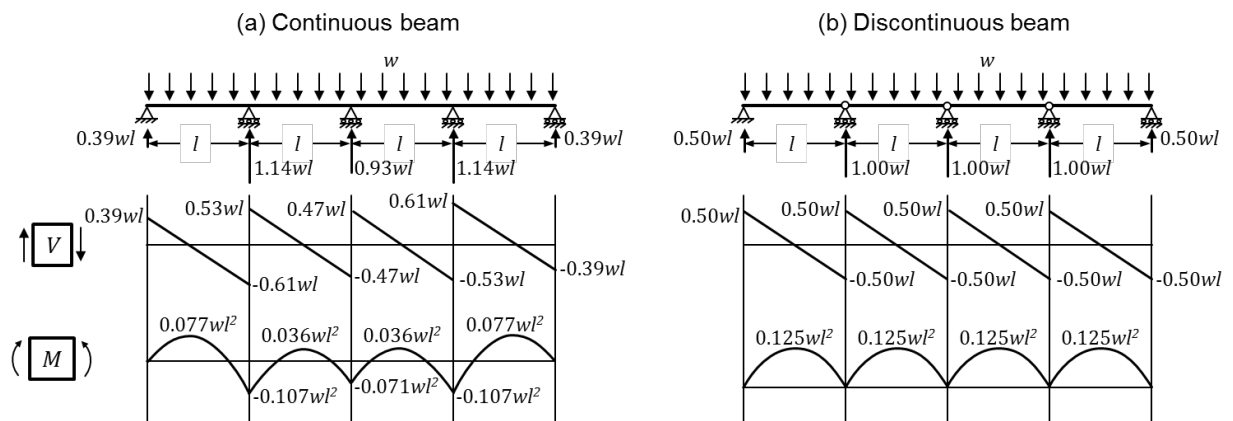 (a) Continuous beam
(b) Discontinuous beam
w
w
0.39wl l l l l 0.39wl
0.50wl l l l l 0.50wl
1.14wl 0.93wl 1.14wl
1.00wl 1.00wl 1.00wl
V
0.39wl 0.53wl 0.47wl 0.61wl
-0.61wl -0.47wl -0.53wl -0.39wl
0.50wl 0.50wl 0.50wl 0.50wl
-0.50wl -0.50wl -0.50wl -0.50wl
M
0.077wl² 0.036wl² 0.036wl² 0.077wl²
-0.107wl² -0.071wl² -0.107wl²
0.125wl² 0.125wl² 0.125wl² 0.125wl²